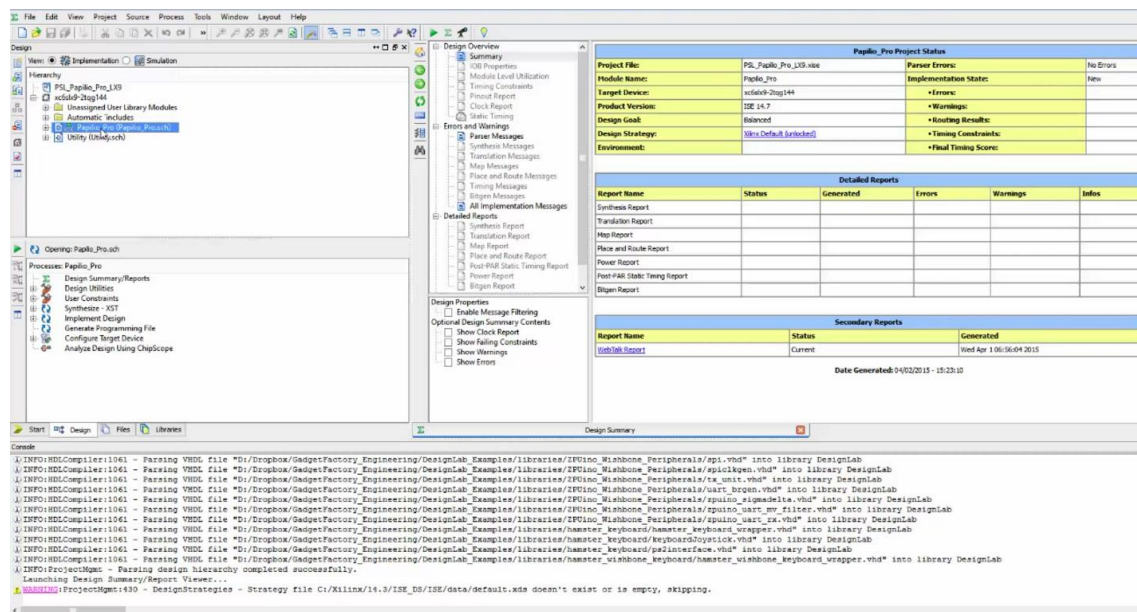 File Edit View Project Source Process Tools Window Layout Help
Design
View: Implementation Simulation
Hierarchy
PSL_Papilio_Pro_LX9
xc6slx9-2tqg144
Unassigned User Library Modules
Automatic `includes
Papilio_Pro (Papilio_Pro.sch)
Utility (Utility.sch)
Opening: Papilio_Pro.sch
Processes: Papilio_Pro
Design Summary/Reports
Design Utilities
User Constraints
Synthesize - XST
Implement Design
Generate Programming File
Configure Target Device
Analyze Design Using ChipScope
Start Design Files Libraries
Design Overview
Summary
IOB Properties
Module Level Utilization
Timing Constraints
Pinout Report
Clock Report
Static Timing
Errors and Warnings
Parser Messages
Synthesis Messages
Translation Messages
Map Messages
Place and Route Messages
Timing Messages
Bitgen Messages
All Implementation Messages
Detailed Reports
Synthesis Report
Translation Report
Map Report
Place and Route Report
Post-PAR Static Timing Report
Power Report
Bitgen Report
Design Properties
Enable Message Filtering
Optional Design Summary Contents
Show Clock Report
Show Failing Constraints
Show Warnings
Show Errors
Design Summary
Papilio_Pro Project Status
Project File: PSL_Papilio_Pro_LX9.xise Parser Errors: No Errors
Module Name: Papilio_Pro Implementation State: New
Target Device: xc6slx9-2tqg144 •Errors:
Product Version: ISE 14.7 •Warnings:
Design Goal: Balanced •Routing Results:
Design Strategy: Xilinx Default (unlocked) •Timing Constraints:
Environment: •Final Timing Score:
Detailed Reports
Report Name Status Generated Errors Warnings Infos
Synthesis Report
Translation Report
Map Report
Place and Route Report
Power Report
Post-PAR Static Timing Report
Bitgen Report
Secondary Reports
Report Name Status Generated
WebTalk Report Current Wed Apr 1 06:56:04 2015
Date Generated: 04/02/2015 - 15:23:10
Console
INFO:HDLCompiler:1061 - Parsing VHDL file "D:/Dropbox/GadgetFactory_Engineering/DesignLab_Examples/libraries/ZPUino_Wishbone_Peripherals/spi.vhd" into library DesignLab
INFO:HDLCompiler:1061 - Parsing VHDL file "D:/Dropbox/GadgetFactory_Engineering/DesignLab_Examples/libraries/ZPUino_Wishbone_Peripherals/spiclkgen.vhd" into library DesignLab
INFO:HDLCompiler:1061 - Parsing VHDL file "D:/Dropbox/GadgetFactory_Engineering/DesignLab_Examples/libraries/ZPUino_Wishbone_Peripherals/tx_unit.vhd" into library DesignLab
INFO:HDLCompiler:1061 - Parsing VHDL file "D:/Dropbox/GadgetFactory_Engineering/DesignLab_Examples/libraries/ZPUino_Wishbone_Peripherals/uart_brgen.vhd" into library DesignLab
INFO:HDLCompiler:1061 - Parsing VHDL file "D:/Dropbox/GadgetFactory_Engineering/DesignLab_Examples/libraries/ZPUino_Wishbone_Peripherals/zpuino_sigmadelta.vhd" into library DesignLab
INFO:HDLCompiler:1061 - Parsing VHDL file "D:/Dropbox/GadgetFactory_Engineering/DesignLab_Examples/libraries/ZPUino_Wishbone_Peripherals/zpuino_uart_mv_filter.vhd" into library DesignLab
INFO:HDLCompiler:1061 - Parsing VHDL file "D:/Dropbox/GadgetFactory_Engineering/DesignLab_Examples/libraries/ZPUino_Wishbone_Peripherals/zpuino_uart_rx.vhd" into library DesignLab
INFO:HDLCompiler:1061 - Parsing VHDL file "D:/Dropbox/GadgetFactory_Engineering/DesignLab_Examples/libraries/hamster_keyboard/hamster_keyboard_wrapper.vhd" into library DesignLab
INFO:HDLCompiler:1061 - Parsing VHDL file "D:/Dropbox/GadgetFactory_Engineering/DesignLab_Examples/libraries/hamster_keyboard/keyboardJoystick.vhd" into library DesignLab
INFO:HDLCompiler:1061 - Parsing VHDL file "D:/Dropbox/GadgetFactory_Engineering/DesignLab_Examples/libraries/hamster_keyboard/ps2interface.vhd" into library DesignLab
INFO:HDLCompiler:1061 - Parsing VHDL file "D:/Dropbox/GadgetFactory_Engineering/DesignLab_Examples/libraries/hamster_wishbone_keyboard/hamster_wishbone_keyboard_wrapper.vhd" into library DesignLab
INFO:ProjectMgmt - Parsing design hierarchy completed successfully.
Launching Design Summary/Report Viewer...
WARNING:ProjectMgmt:430 - DesignStrategies - Strategy file C:/Xilinx/14.3/ISE_DS/ISE/data/default.xds doesn't exist or is empty, skipping.